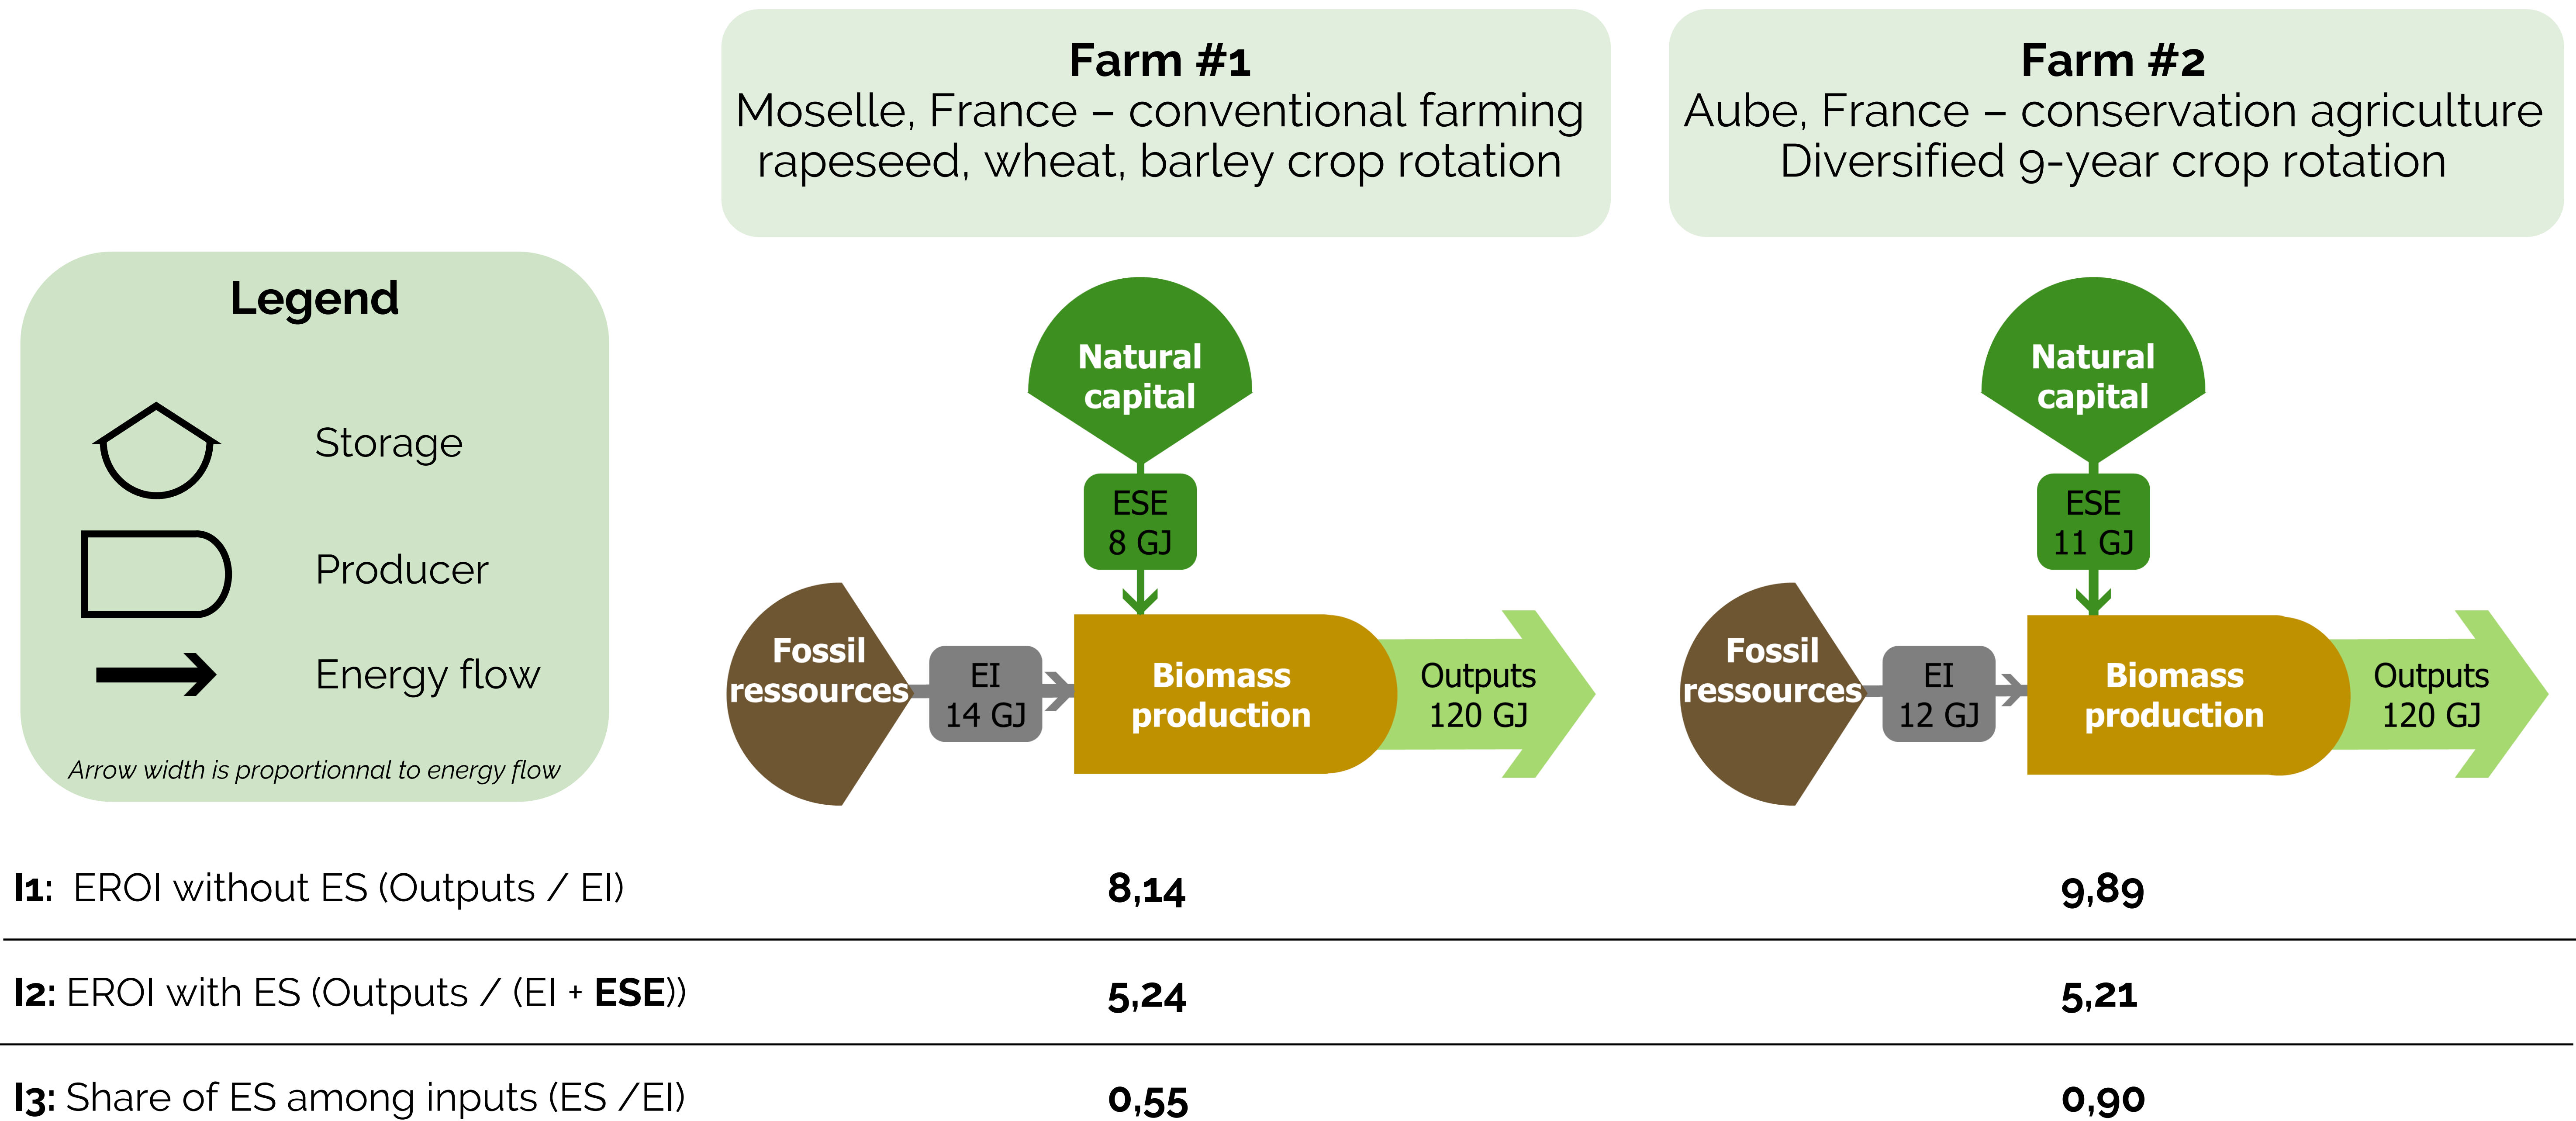 Farm #1
Moselle, France – conventional farming
rapeseed, wheat, barley crop rotation
Farm #2
Aube, France – conservation agriculture
Diversified 9-year crop rotation
Legend
Storage
Producer
Energy flow
Arrow width is proportionnal to energy flow
Natural
capital
ESE
8 GJ
Fossil
ressources
EI
14 GJ
Biomass
production
Outputs
120 GJ
Natural
capital
ESE
11 GJ
Fossil
ressources
EI
12 GJ
Biomass
production
Outputs
120 GJ
I1: EROI without ES (Outputs / EI) 8,14 9,89
I2: EROI with ES (Outputs / (EI + ESE)) 5,24 5,21
I3: Share of ES among inputs (ES /EI) 0,55 0,90